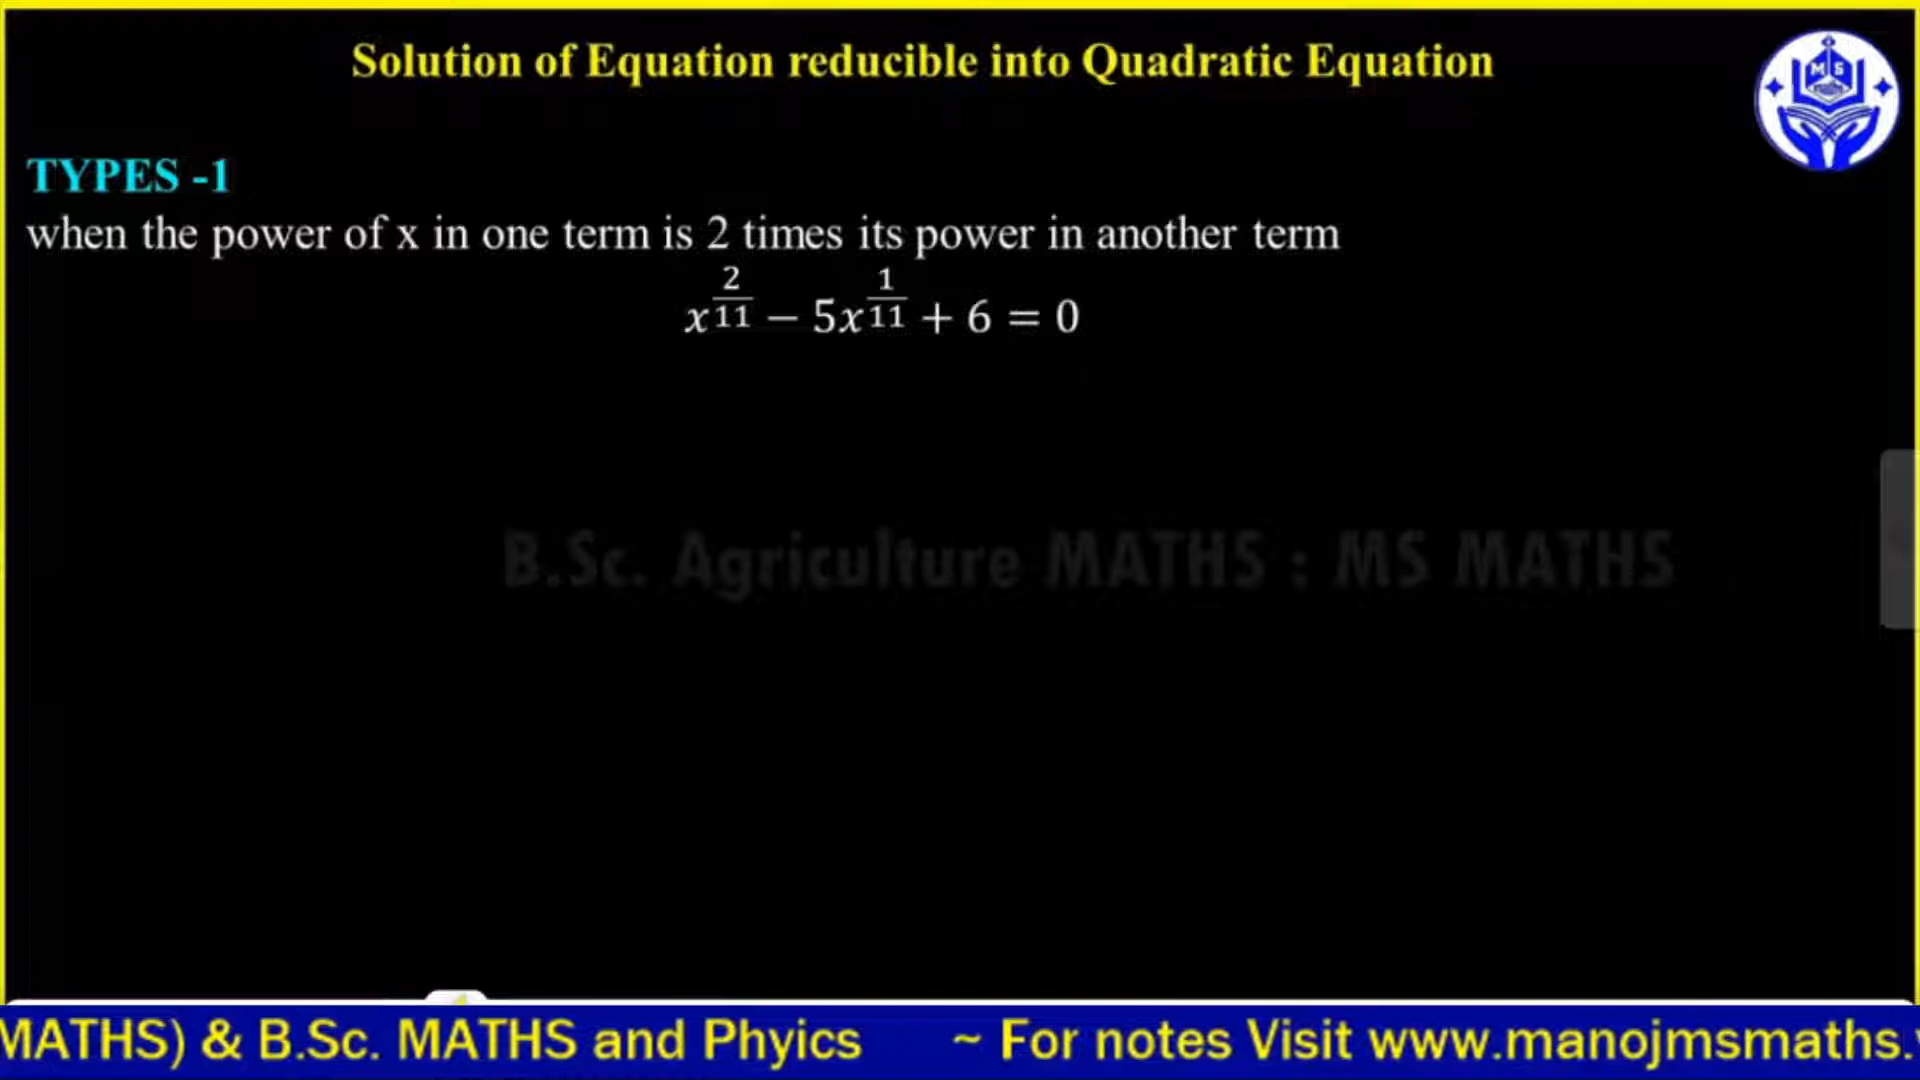 Solution of Equation reducible into Quadratic Equation
M S
TYPES -1
when the power of x in one term is 2 times its power in another term
x^{2/11} − 5x^{1/11} + 6 = 0
B.Sc. Agriculture MATHS : MS MATHS
MATHS) & B.Sc. MATHS and Phyics ~ For notes Visit www.manojmsmaths.